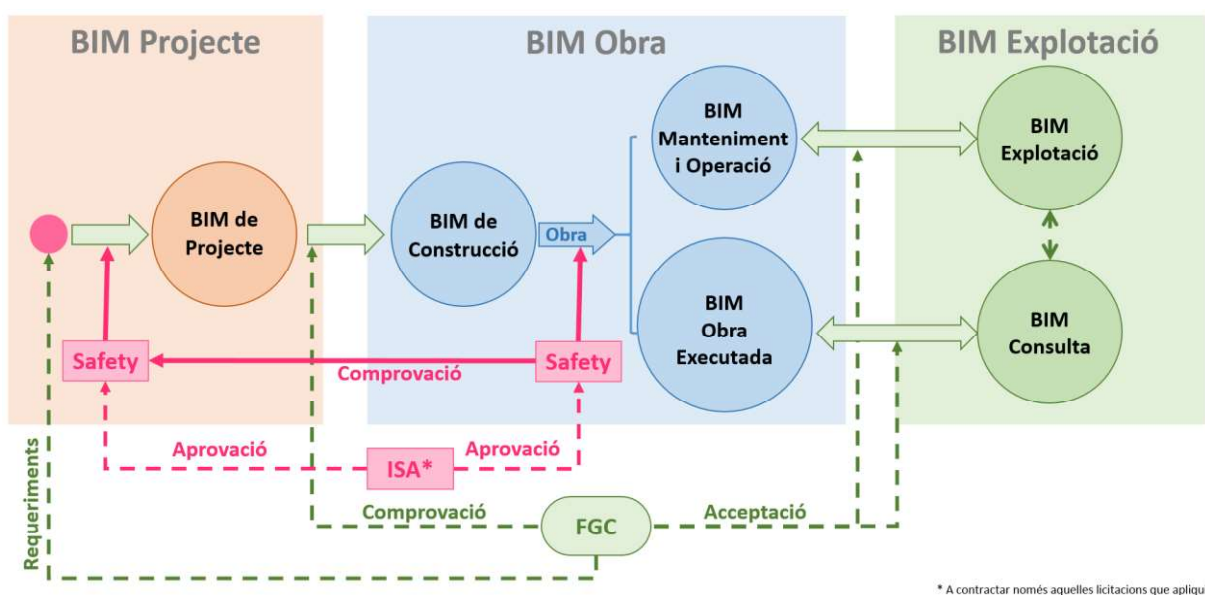 BIM Projecte
BIM Obra
BIM Explotació
BIM de
Projecte
BIM de
Construcció
Obra
BIM
Manteniment
i Operació
BIM
Obra
Executada
BIM
Explotació
BIM
Consulta
Safety
Comprovació
Safety
Aprovació
ISA*
Aprovació
Requeriments
Comprovació
FGC
Acceptació
* A contractar només aquelles licitacions que